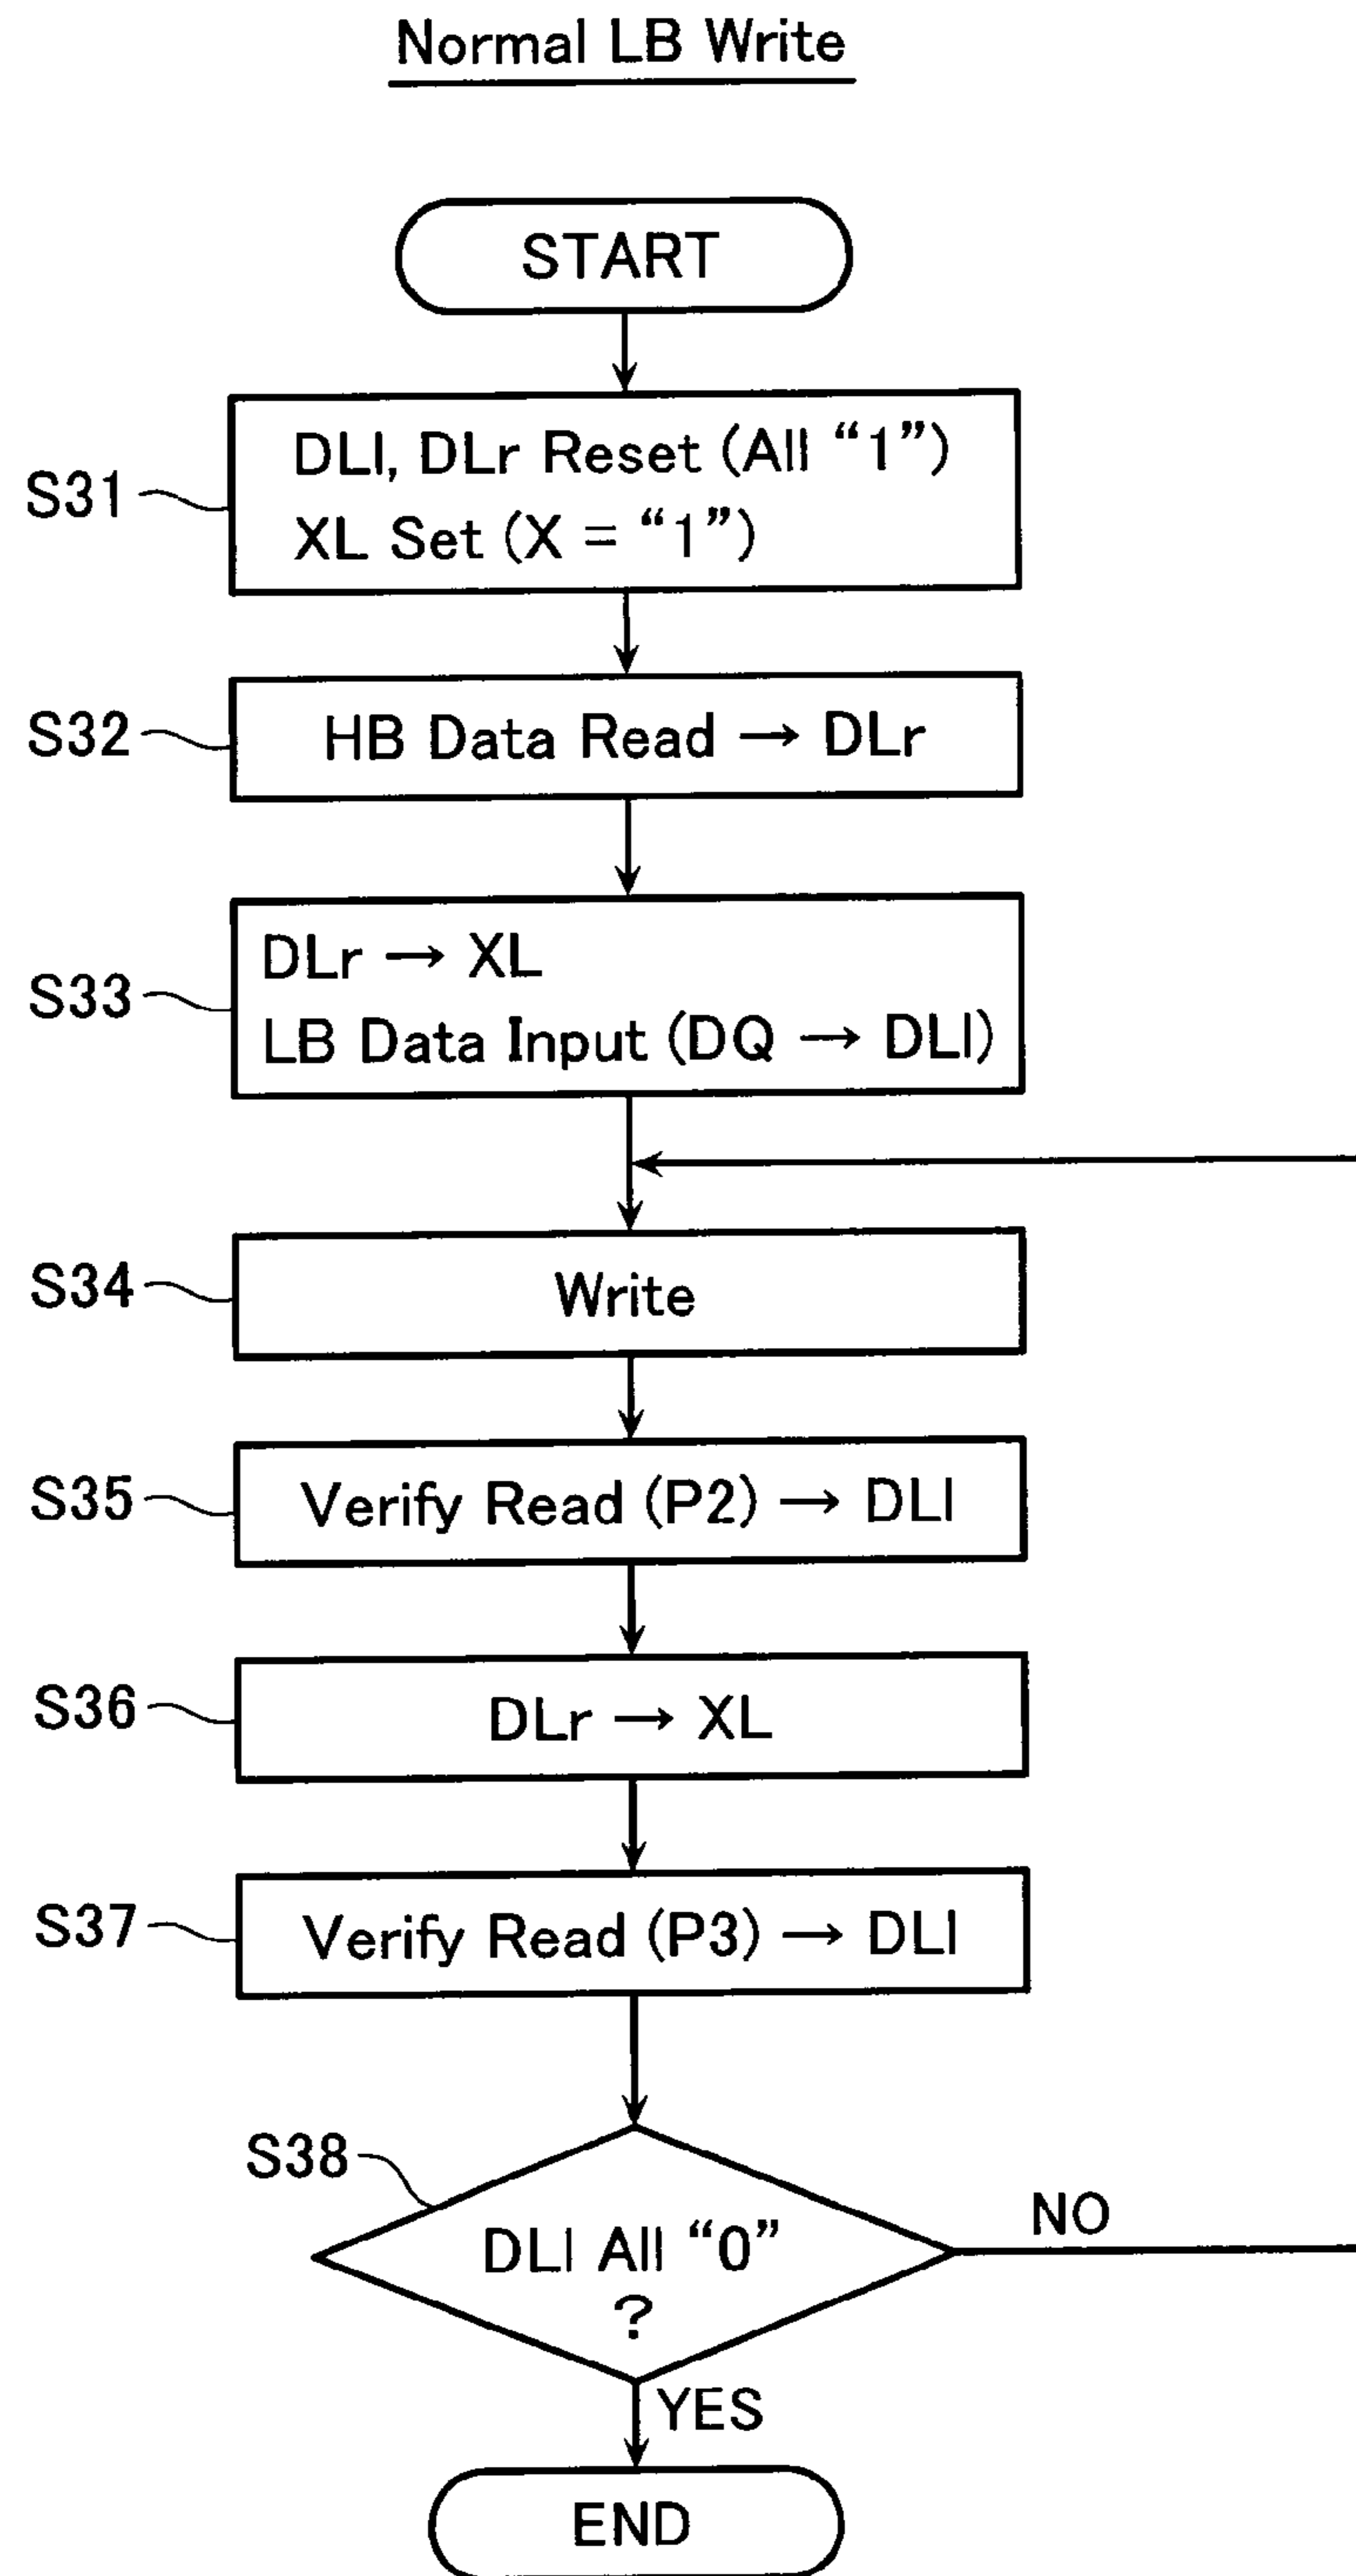 Normal LB Write
START
S31
DLl, DLr Reset (All “1”)
XL Set (X = “1”)
S32
HB Data Read → DLr
S33
DLr → XL
LB Data Input (DQ → DLl)
S34
Write
S35
Verify Read (P2) → DLl
S36
DLr → XL
S37
Verify Read (P3) → DLl
S38
DLl All “0”
?
NO
YES
END